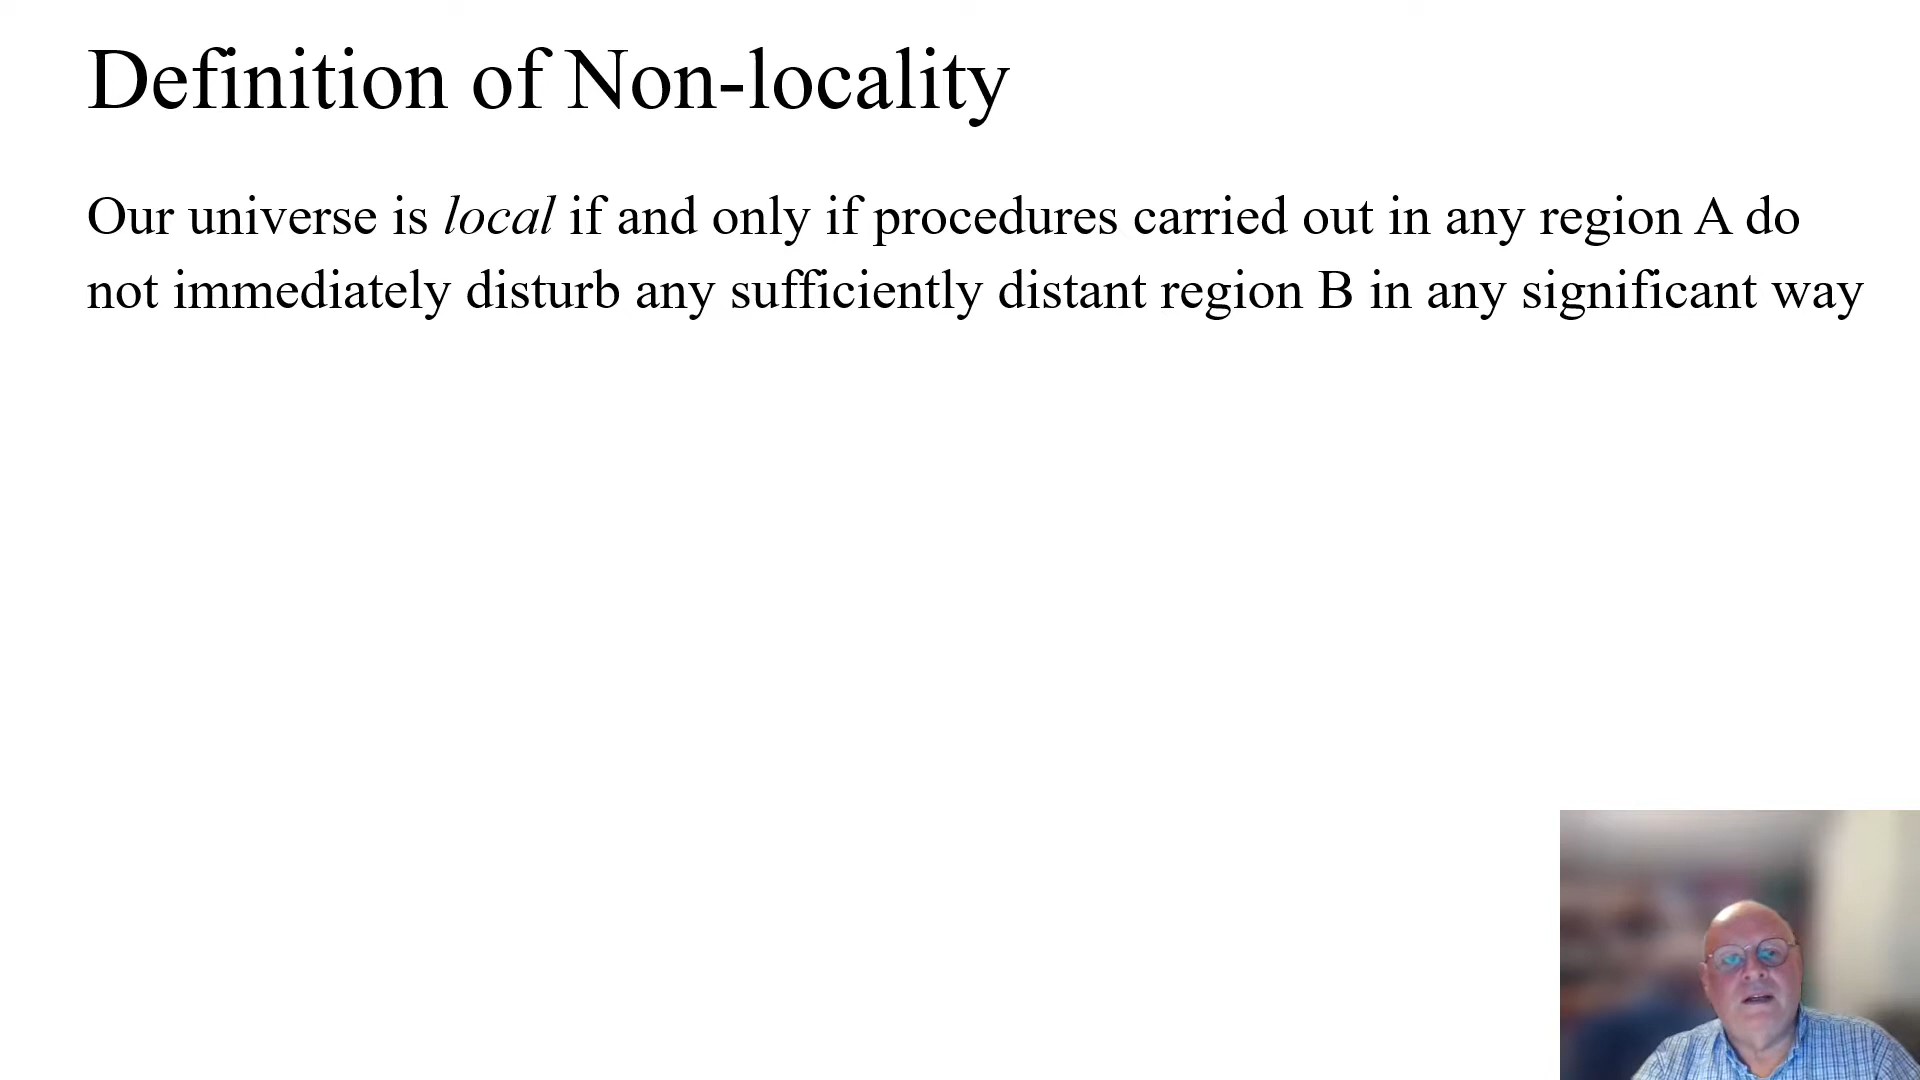 Definition of Non-locality
Our universe is local if and only if procedures carried out in any region A do
not immediately disturb any sufficiently distant region B in any significant way